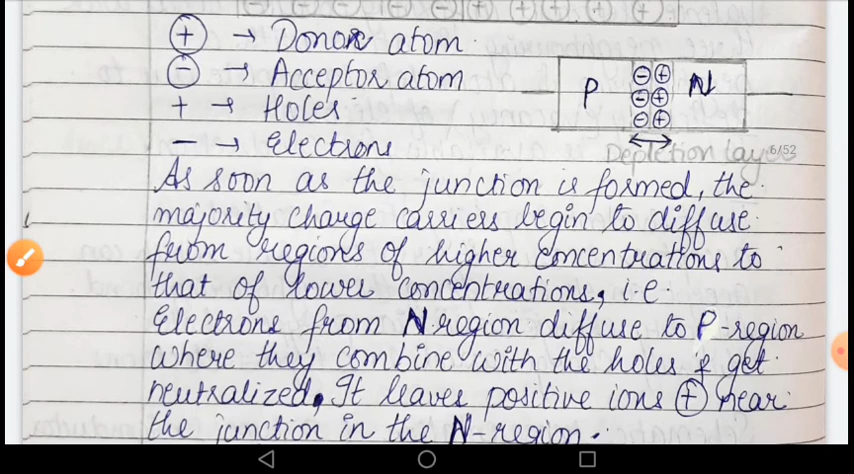 ⊕ → Donor atom
⊖ → Acceptor atom
+ → Holes
− → Electrons
P ⊖ ⊕ N
⊖ ⊕
⊖ ⊕
Depletion Lay
6/52
As soon as the junction is formed, the
majority charge carriers begin to diffuse
from regions of higher concentrations to
that of lower concentrations, i.e.
Electrons from N region diffuse to P-region
where they combine with the holes & get
neutralized. It leaves positive ions ⊕ near
the junction in the N-region.